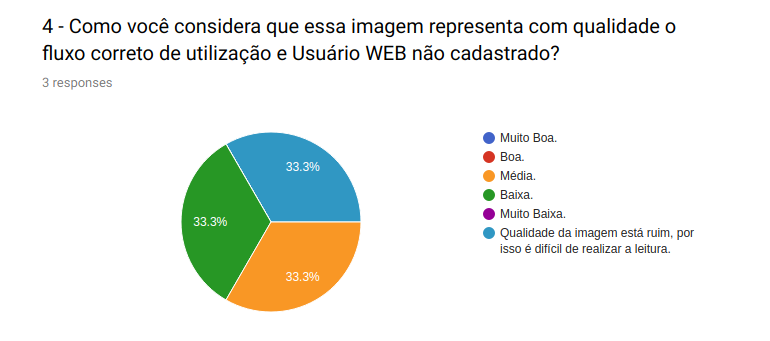 4 - Como você considera que essa imagem representa com qualidade o
fluxo correto de utilização e Usuário WEB não cadastrado?
3 responses
33.3%
33.3%
33.3%
Muito Boa.
Boa.
Média.
Baixa.
Muito Baixa.
Qualidade da imagem está ruim, por
isso é difícil de realizar a leitura.